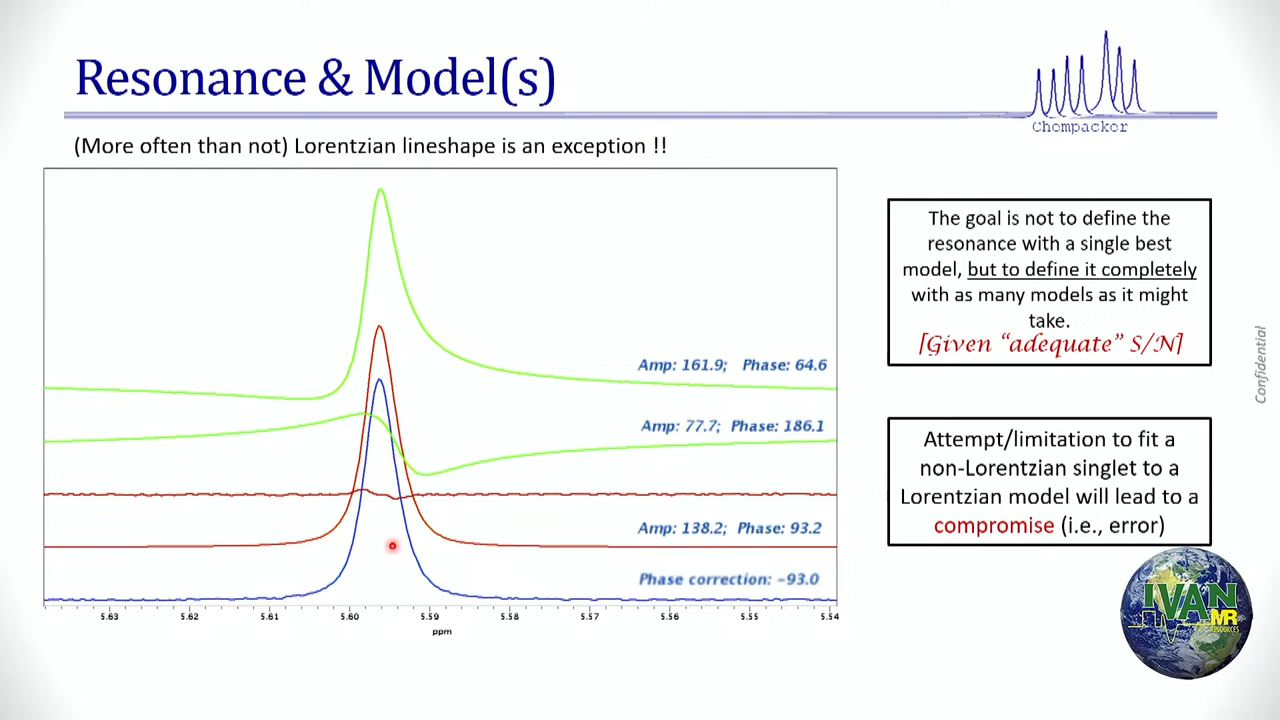 Resonance & Model(s)
Chempacker
(More often than not) Lorentzian lineshape is an exception !!
Amp: 161.9; Phase: 64.6
Amp: 77.7; Phase: 186.1
Amp: 138.2; Phase: 93.2
Phase correction: -93.0
5.63 5.62 5.61 5.60 5.59 5.58 5.57 5.56 5.55 5.54
ppm
The goal is not to define the
resonance with a single best
model, but to define it completely
with as many models as it might
take.
[Given “adequate” S/N]
Attempt/limitation to fit a
non-Lorentzian singlet to a
Lorentzian model will lead to a
compromise (i.e., error)
Confidential
IVAN
MR
RESOURCES